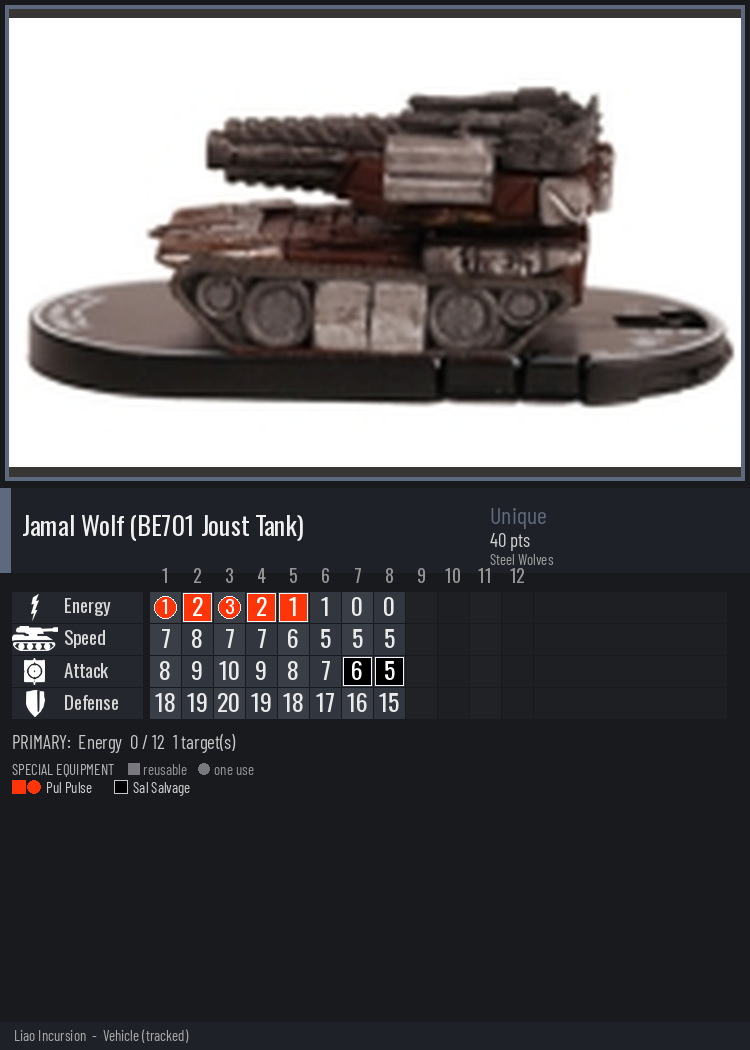 Jamal Wolf (BE701 Joust Tank)
Unique
40 pts
Steel Wolves
1 2 3 4 5 6 7 8 9 10 11 12
Energy 1 2 3 2 1 1 0 0
Speed 7 8 7 7 6 5 5 5
Attack 8 9 10 9 8 7 6 5
Defense 18 19 20 19 18 17 16 15
PRIMARY: Energy 0 / 12 1 target(s)
SPECIAL EQUIPMENT reusable one use
Pul Pulse Sal Salvage
Liao Incursion - Vehicle (tracked)